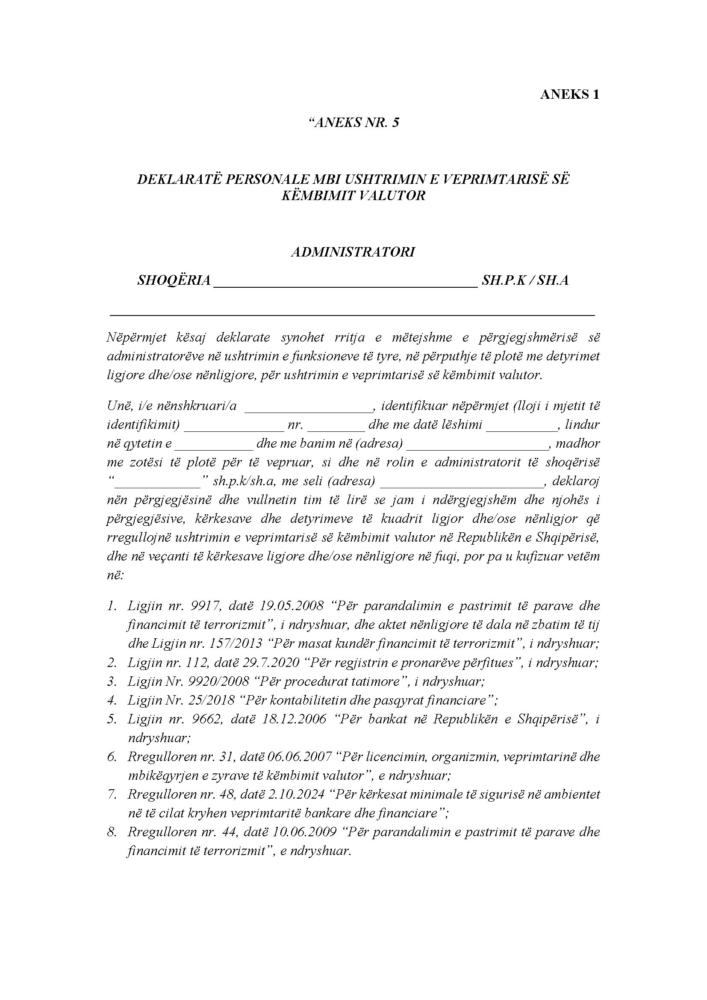 ANEKS 1
“ANEKS NR. 5
DEKLARATË PERSONALE MBI USHTRIMIN E VEPRIMTARISË SË
KËMBIMIT VALUTOR
ADMINISTRATORI
SHOQËRIA ____________________________________ SH.P.K / SH.A
__________________________________________________________________
Nëpërmjet kësaj deklarate synohet rritja e mëtejshme e përgjegjshmërisë së
administratorëve në ushtrimin e funksioneve të tyre, në përputhje të plotë me detyrimet
ligjore dhe/ose nënligjore, për ushtrimin e veprimtarisë së këmbimit valutor.
Unë, i/e nënshkruari/a __________________, identifikuar nëpërmjet (lloji i mjetit të
identifikimit) ______________ nr. ________ dhe me datë lëshimi __________, lindur
në qytetin e ___________ dhe me banim në (adresa) ____________________, madhor
me zotësi të plotë për të vepruar, si dhe në rolin e administratorit të shoqërisë
“____________” sh.p.k/sh.a, me seli (adresa) _______________________, deklaroj
nën përgjegjësinë dhe vullnetin tim të lirë se jam i ndërgjegjshëm dhe njohës i
përgjegjësive, kërkesave dhe detyrimeve të kuadrit ligjor dhe/ose nënligjor që
rregullojnë ushtrimin e veprimtarisë së këmbimit valutor në Republikën e Shqipërisë,
dhe në veçanti të kërkesave ligjore dhe/ose nënligjore në fuqi, por pa u kufizuar vetëm
në:
1. Ligjin nr. 9917, datë 19.05.2008 “Për parandalimin e pastrimit të parave dhe
financimit të terrorizmit”, i ndryshuar, dhe aktet nënligjore të dala në zbatim të tij
dhe Ligjin nr. 157/2013 “Për masat kundër financimit të terrorizmit”, i ndryshuar;
2. Ligjin nr. 112, datë 29.7.2020 “Për regjistrin e pronarëve përfitues”, i ndryshuar;
3. Ligjin Nr. 9920/2008 “Për procedurat tatimore”, i ndryshuar;
4. Ligjin Nr. 25/2018 “Për kontabilitetin dhe pasqyrat financiare”;
5. Ligjin nr. 9662, datë 18.12.2006 “Për bankat në Republikën e Shqipërisë”, i
ndryshuar;
6. Rregulloren nr. 31, datë 06.06.2007 “Për licencimin, organizmin, veprimtarinë dhe
mbikëqyrjen e zyrave të këmbimit valutor”, e ndryshuar;
7. Rregulloren nr. 48, datë 2.10.2024 “Për kërkesat minimale të sigurisë në ambientet
në të cilat kryhen veprimtaritë bankare dhe financiare”;
8. Rregulloren nr. 44, datë 10.06.2009 “Për parandalimin e pastrimit të parave dhe
financimit të terrorizmit”, e ndryshuar.